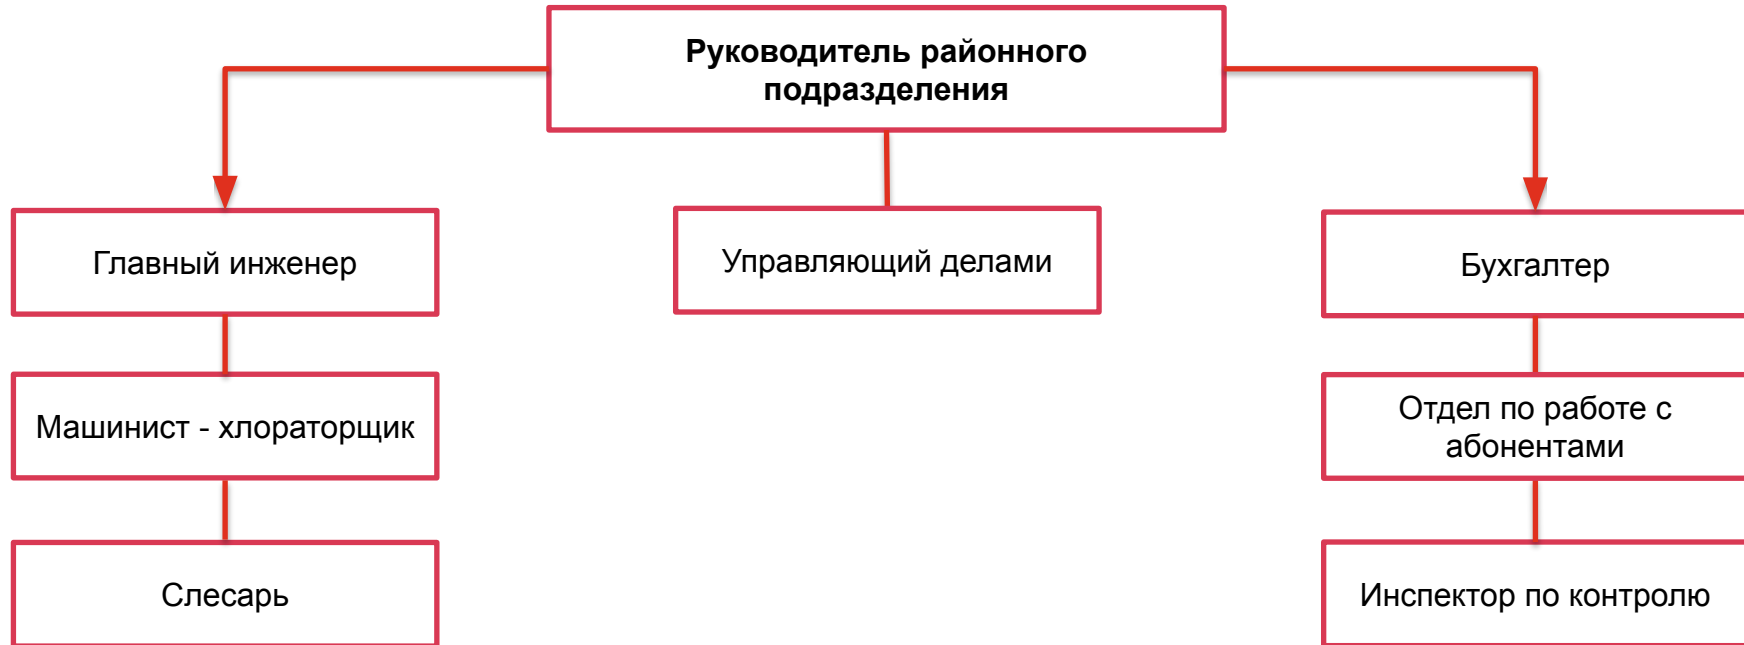 Руководитель районного
подразделения
Главный инженер
Управляющий делами
Бухгалтер
Машинист - хлораторщик
Отдел по работе с
абонентами
Слесарь
Инспектор по контролю